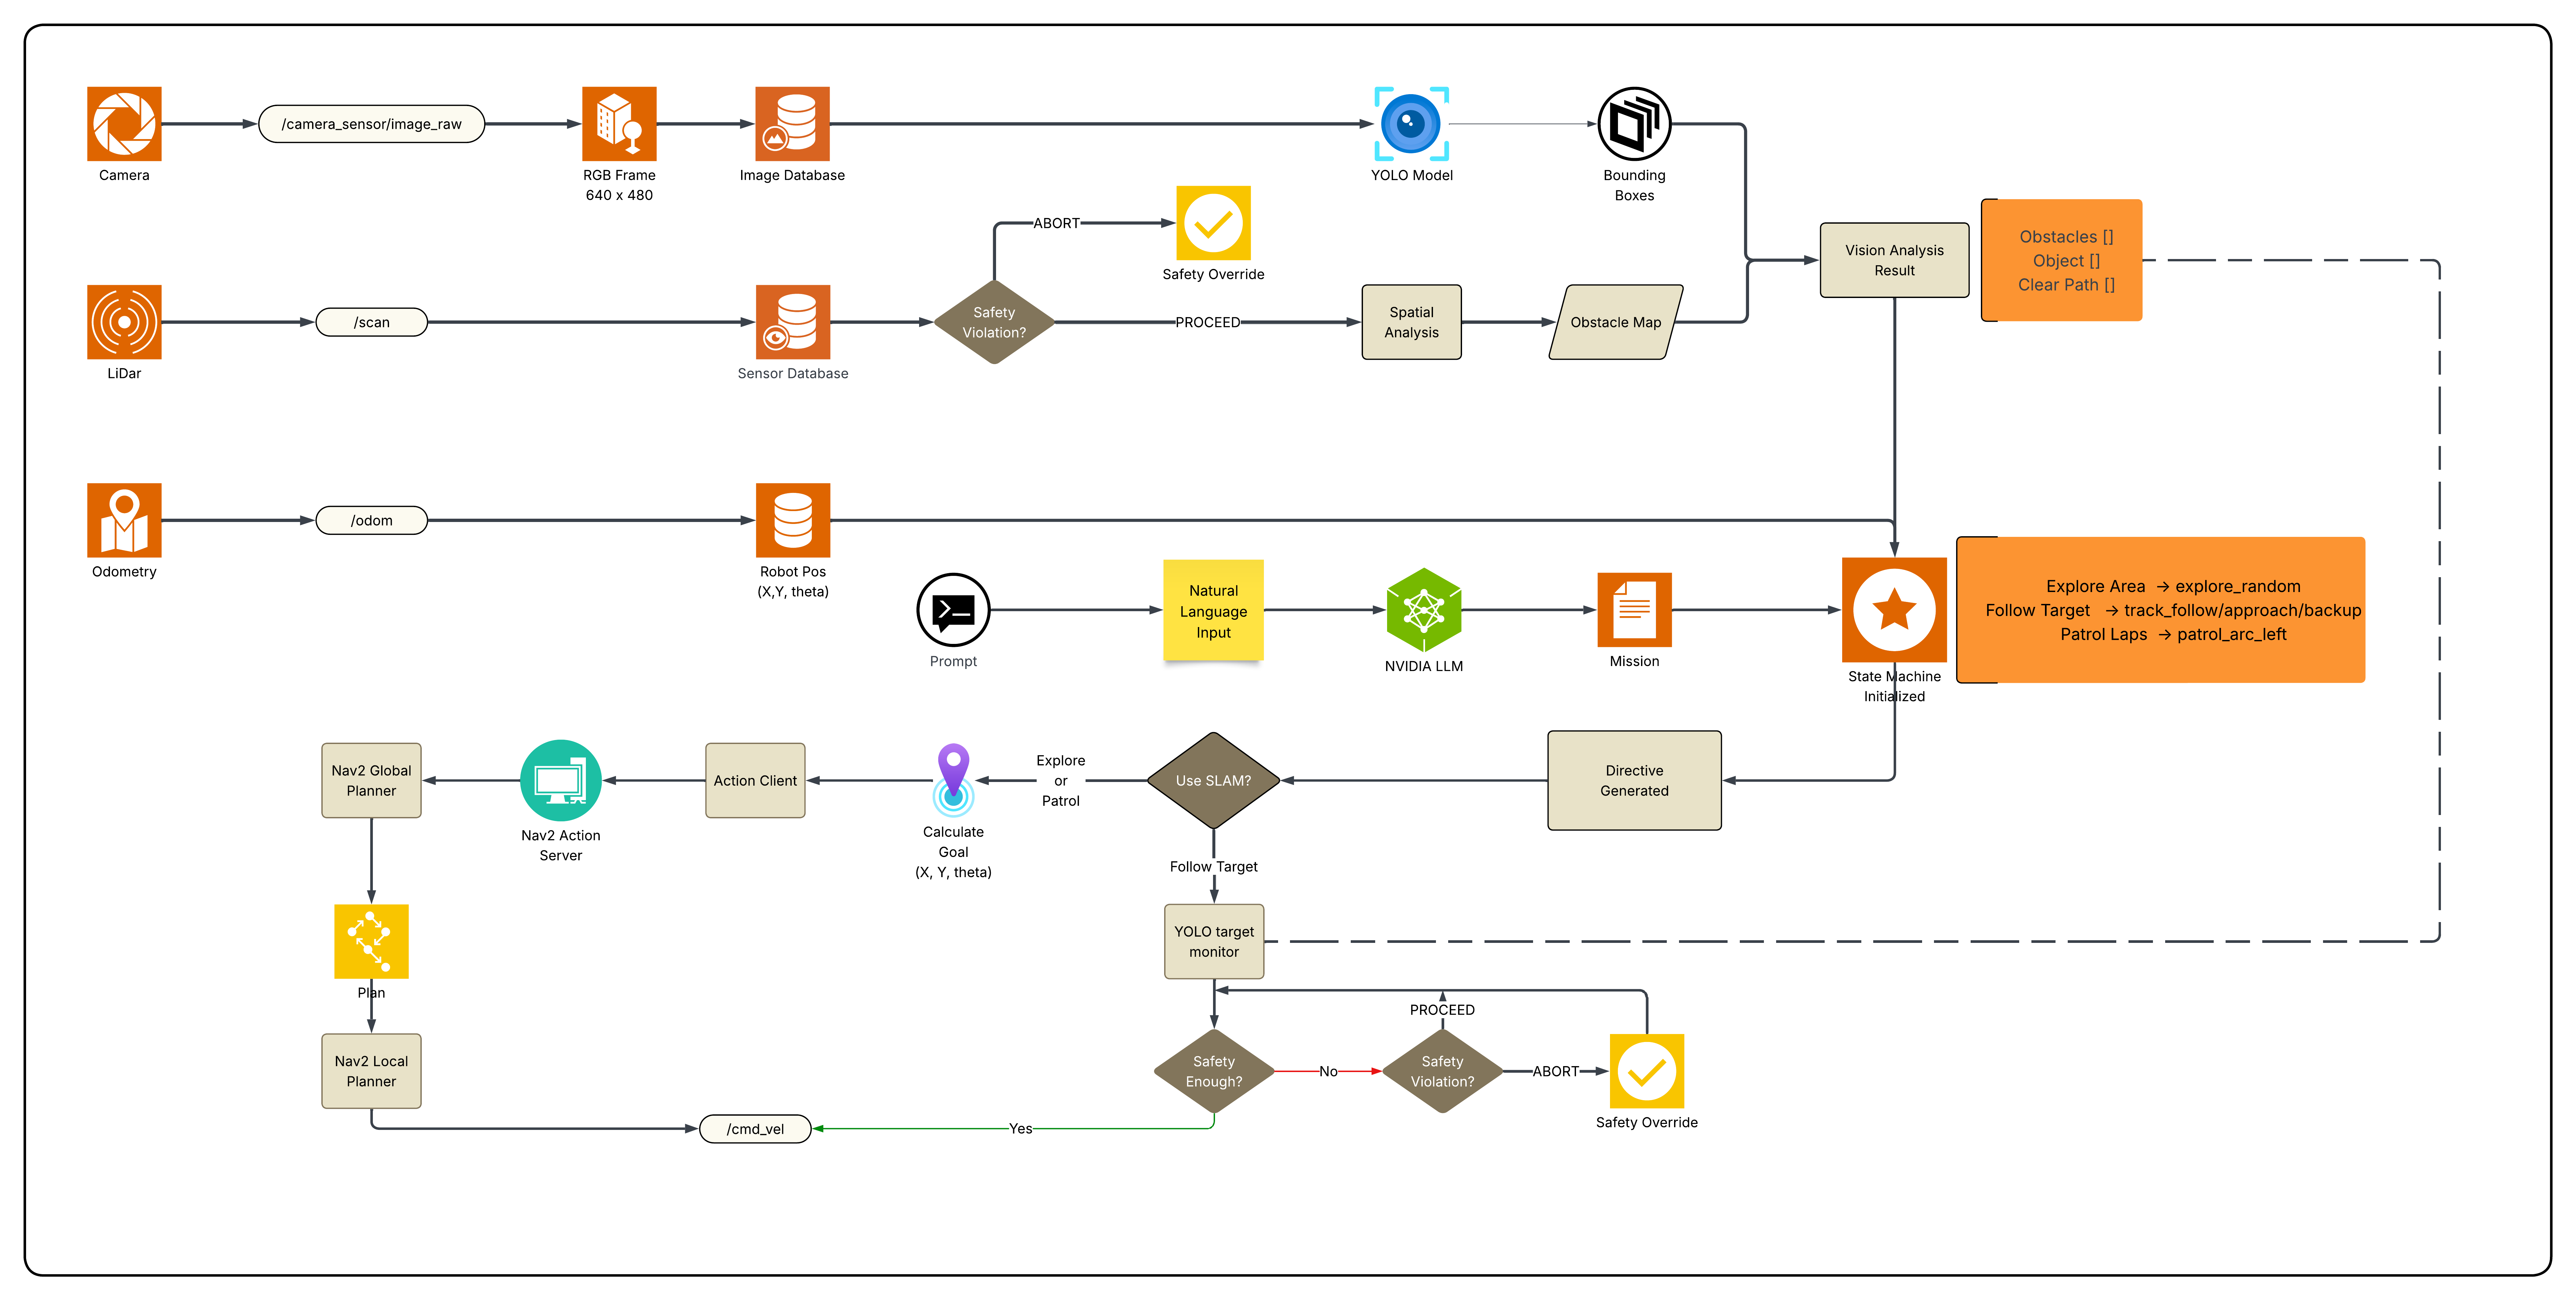 /camera_sensor/image_raw
Camera
RGB Frame
640 x 480
Image Database
YOLO Model
Bounding
Boxes
ABORT
Safety Override
Vision Analysis
Result
Obstacles []
Object []
Clear Path []
/scan
LiDar
Sensor Database
Safety
Violation?
PROCEED
Spatial
Analysis
Obstacle Map
/odom
Odometry
Robot Pos
(X,Y, theta)
Prompt
Natural
Language
Input
NVIDIA LLM
Mission
State Machine
Initialized
Explore Area → explore_random
Follow Target → track_follow/approach/backup
Patrol Laps → patrol_arc_left
Nav2 Global
Planner
Nav2 Action
Server
Action Client
Calculate
Goal
(X, Y, theta)
Explore
or
Patrol
Use SLAM?
Directive
Generated
Follow Target
YOLO target
monitor
Plan
Nav2 Local
Planner
Safety
Enough?
No
PROCEED
Safety
Violation?
ABORT
Safety Override
/cmd_vel
Yes